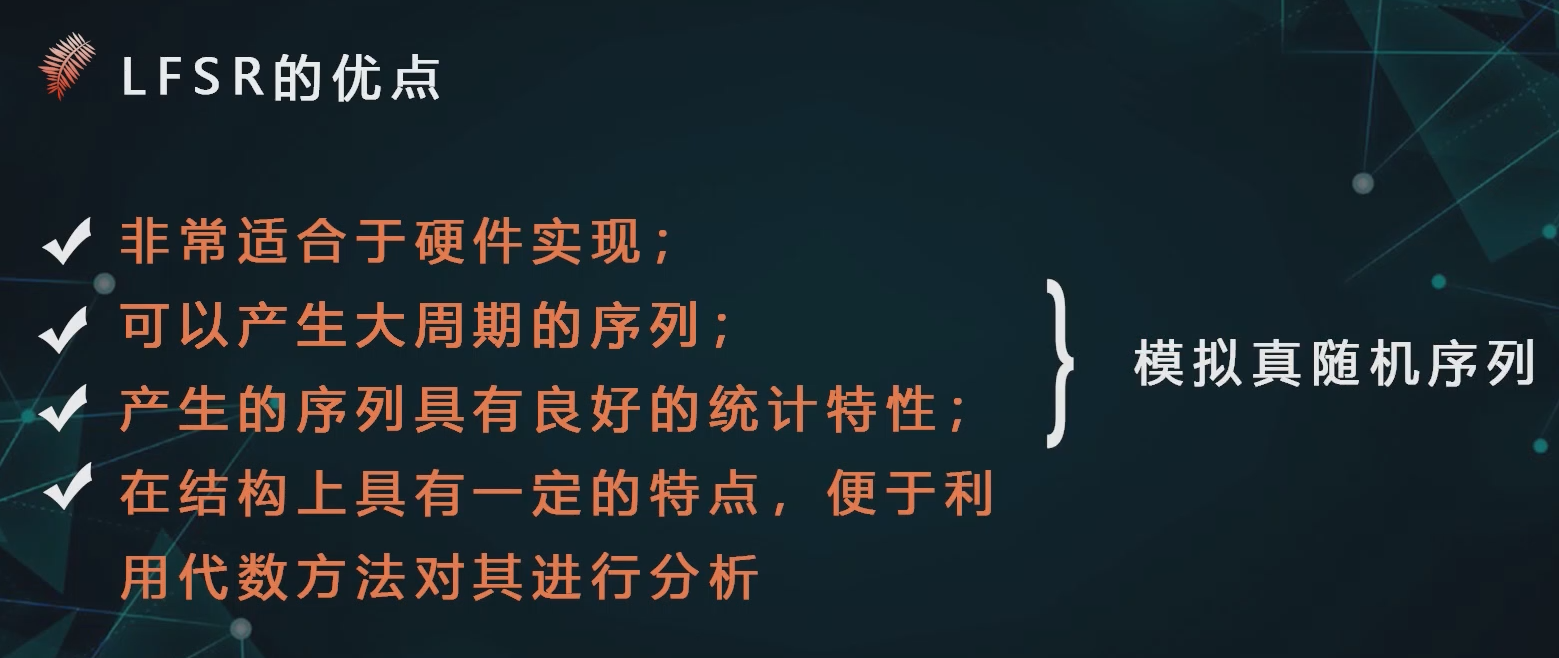 LFSR的优点
非常适合于硬件实现；
可以产生大周期的序列；
产生的序列具有良好的统计特性；
在结构上具有一定的特点，便于利
用代数方法对其进行分析
模拟真随机序列